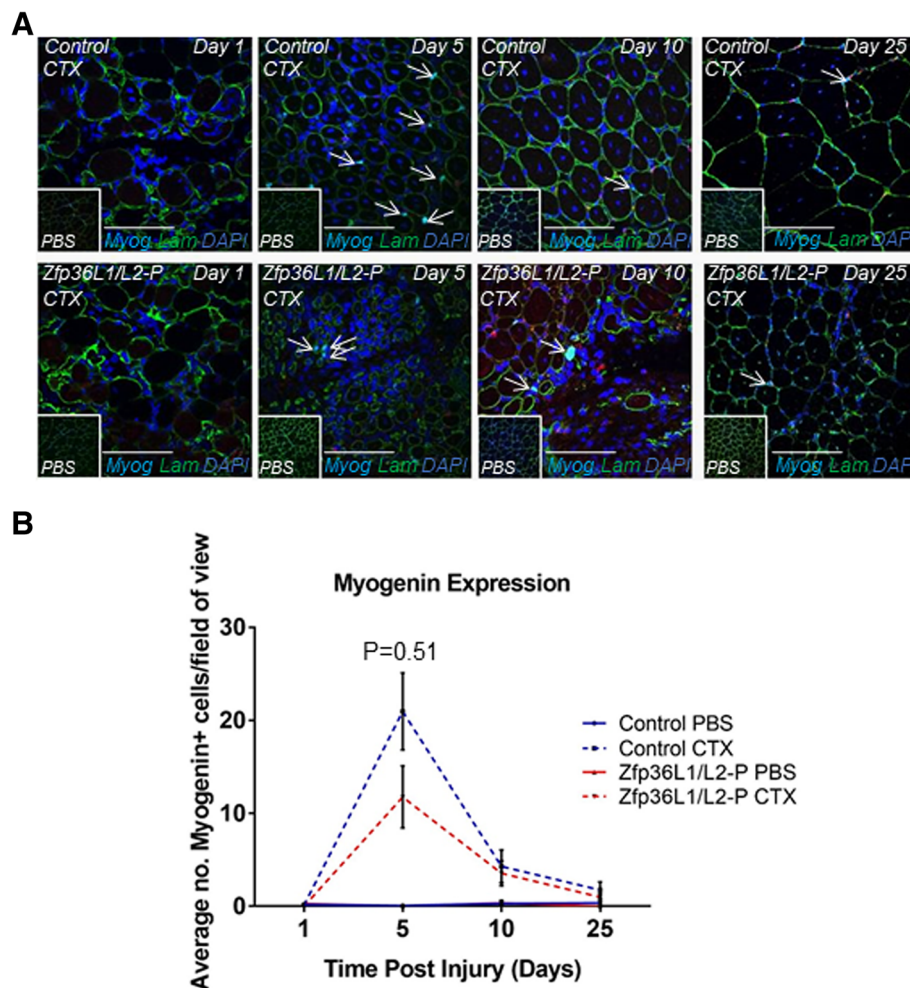 A
Control Day 1
CTX
PBS Myog Lam DAPI
Control Day 5
CTX
PBS Myog Lam DAPI
Control Day 10
CTX
PBS Myog Lam DAPI
Control Day 25
CTX
PBS Myog Lam DAPI
Zfp36L1/L2-P Day 1
CTX
PBS Myog Lam DAPI
Zfp36L1/L2-P Day 5
CTX
PBS Myog Lam DAPI
Zfp36L1/L2-P Day 10
CTX
PBS Myog Lam DAPI
Zfp36L1/L2-P Day 25
CTX
PBS Myog Lam DAPI
B
Myogenin Expression
Average no. Myogenin+ cells/field of view
30
20
10
0
P=0.51
Control PBS
Control CTX
Zfp36L1/L2-P PBS
Zfp36L1/L2-P CTX
1 5 10 25
Time Post Injury (Days)